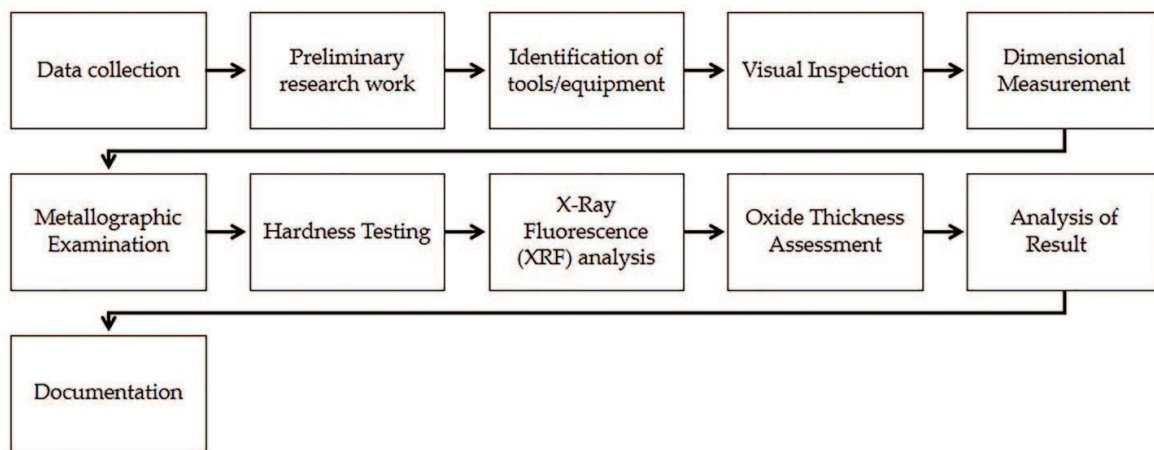 Data collection
Preliminary
research work
Identification of
tools/equipment
Visual Inspection
Dimensional
Measurement
Metallographic
Examination
Hardness Testing
X-Ray
Fluorescence
(XRF) analysis
Oxide Thickness
Assessment
Analysis of
Result
Documentation